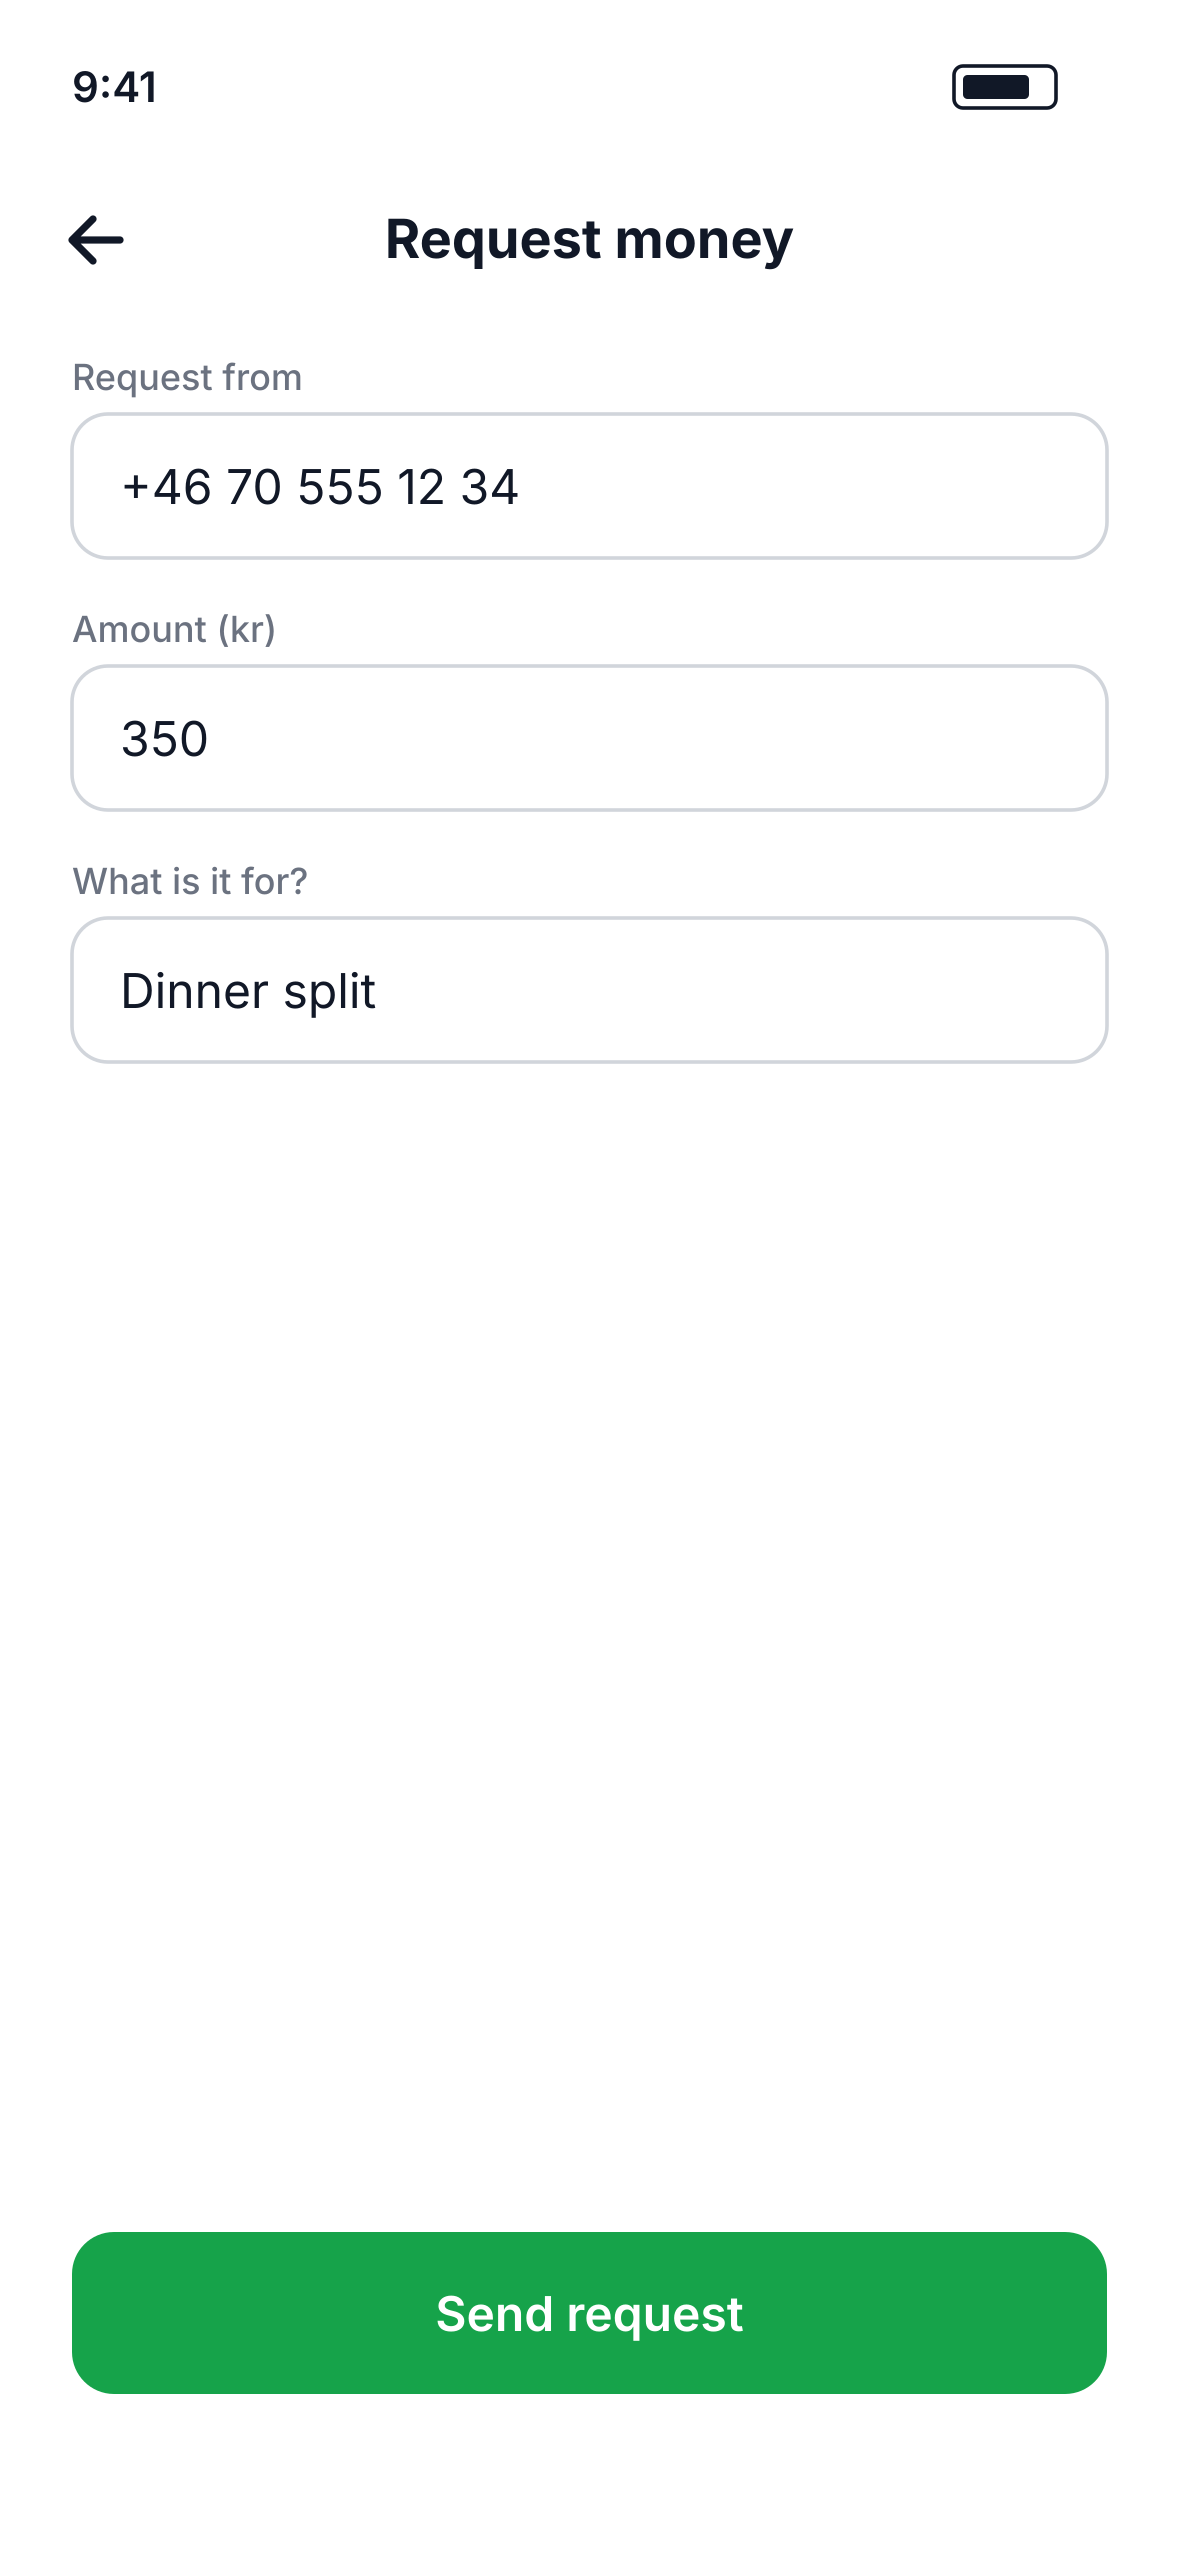 9:41
Request money
Request from
+46 70 555 12 34
Amount (kr)
350
What is it for?
Dinner split
Send request